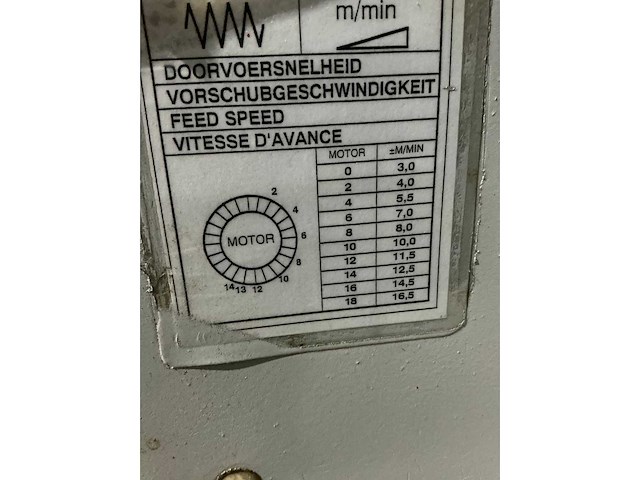 m/min
DOORVOERSNELHEID
VORSCHUBGESCHWINDIGKEIT
FEED SPEED
VITESSE D'AVANCE
MOTOR ±M/MIN
0 3,0
2 4,0
4 5,5
6 7,0
8 8,0
10 10,0
12 11,5
14 12,5
16 14,5
18 16,5
2
4
6
8
10
12
13
14
MOTOR